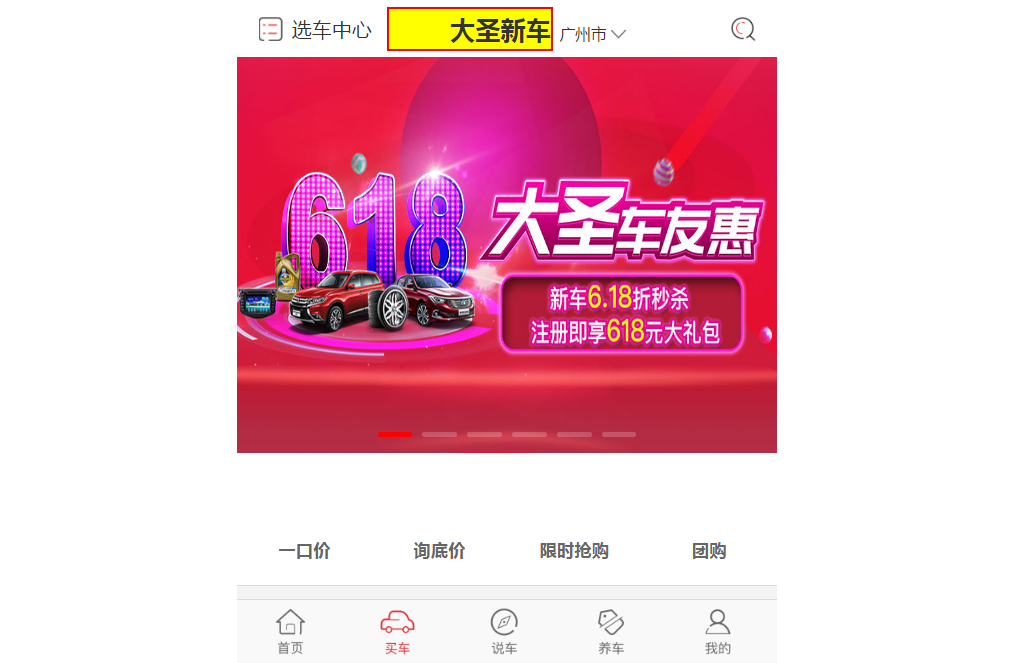 选车中心 大圣新车 广州市
618
大圣车友惠
新车6.18折秒杀
注册即享618元大礼包
一口价 询底价 限时抢购 团购
首页 买车 说车 养车 我的